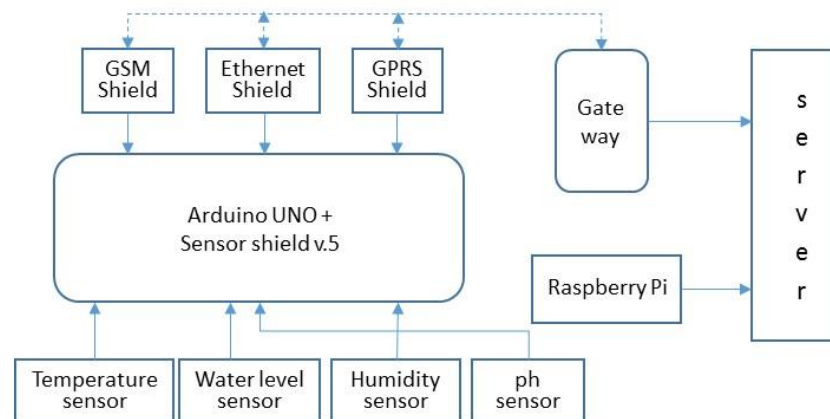 GSM
Shield
Ethernet
Shield
GPRS
Shield
Gate
way
s
e
r
v
e
r
Arduino UNO +
Sensor shield v.5
Raspberry Pi
Temperature
sensor
Water level
sensor
Humidity
sensor
ph
sensor